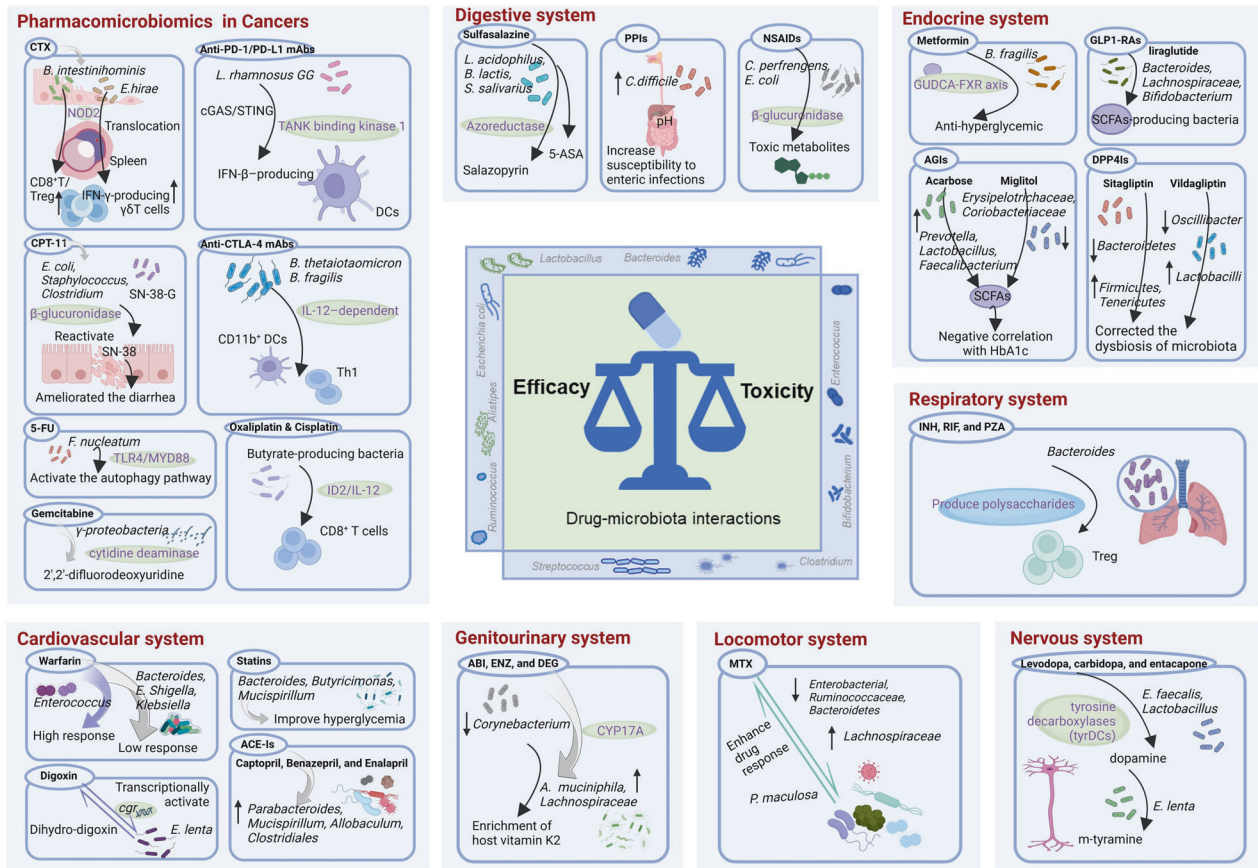 Pharmacomicrobiomics in Cancers
CTX
B. intestinihominis
E.hirae
NOD2
Translocation
Spleen
CD8⁺T/
Treg
IFN-γ-producing
γδT cells
Anti-PD-1/PD-L1 mAbs
L. rhamnosus GG
cGAS/STING
TANK binding kinase 1
IFN-β–producing
DCs
CPT-11
E. coli,
Staphylococcus,
Clostridium
SN-38-G
β-glucuronidase
Reactivate
SN-38
Ameliorated the diarrhea
Anti-CTLA-4 mAbs
B. thetaiotaomicron
B. fragilis
IL-12–dependent
CD11b⁺ DCs
Th1
5-FU
F. nucleatum
TLR4/MYD88
Activate the autophagy pathway
Oxaliplatin & Cisplatin
Butyrate-producing bacteria
ID2/IL-12
CD8⁺ T cells
Gemcitabine
γ-proteobacteria
cytidine deaminase
2',2'-difluorodeoxyuridine
Digestive system
Sulfasalazine
L. acidophilus,
B. lactis,
S. salivarius
Azoreductase
5-ASA
Salazopyrin
PPIs
C.difficile
pH
Increase
susceptibility to
enteric infections
NSAIDs
C. perfrengens,
E. coli
β-glucuronidase
Toxic metabolites
Lactobacillus
Bacteroides
Escherichia coli
Alistipes
Ruminococcus
Enterococcus
Bifidobacterium
Streptococcus
Clostridium
Efficacy
Toxicity
Drug-microbiota interactions
Endocrine system
Metformin
B. fragilis
GUDCA-FXR axis
Anti-hyperglycemic
GLP1-RAs
liraglutide
Bacteroides,
Lachnospiraceae,
Bifidobacterium
SCFAs-producing bacteria
AGIs
Acarbose
Miglitol
Erysipelotrichaceae,
Coriobacteriaceae
Prevotella,
Lactobacillus,
Faecalibacterium
SCFAs
Negative correlation
with HbA1c
DPP4Is
Sitagliptin
Vildagliptin
Oscillibacter
Bacteroidetes
Lactobacilli
Firmicutes,
Tenericutes
Corrected the
dysbiosis of microbiota
Respiratory system
INH, RIF, and PZA
Bacteroides
Produce polysaccharides
Treg
Cardiovascular system
Warfarin
Enterococcus
High response
Bacteroides,
E. Shigella,
Klebsiella
Low response
Statins
Bacteroides, Butyricimonas,
Mucispirillum
Improve hyperglycemia
Digoxin
Transcriptionally
activate
cgr
Dihydro-digoxin
E. lenta
ACE-Is
Captopril, Benazepril, and Enalapril
Parabacteroides,
Mucispirillum, Allobaculum,
Clostridiales
Genitourinary system
ABI, ENZ, and DEG
Corynebacterium
CYP17A
A. muciniphila,
Lachnospiraceae
Enrichment of
host vitamin K2
Locomotor system
MTX
Enterobacterial,
Ruminococcaceae,
Bacteroidetes
Lachnospiraceae
Enhance
drug
response
P. maculosa
Nervous system
Levodopa, carbidopa, and entacapone
E. faecalis,
Lactobacillus
tyrosine
decarboxylases
(tyrDCs)
dopamine
E. lenta
m-tyramine